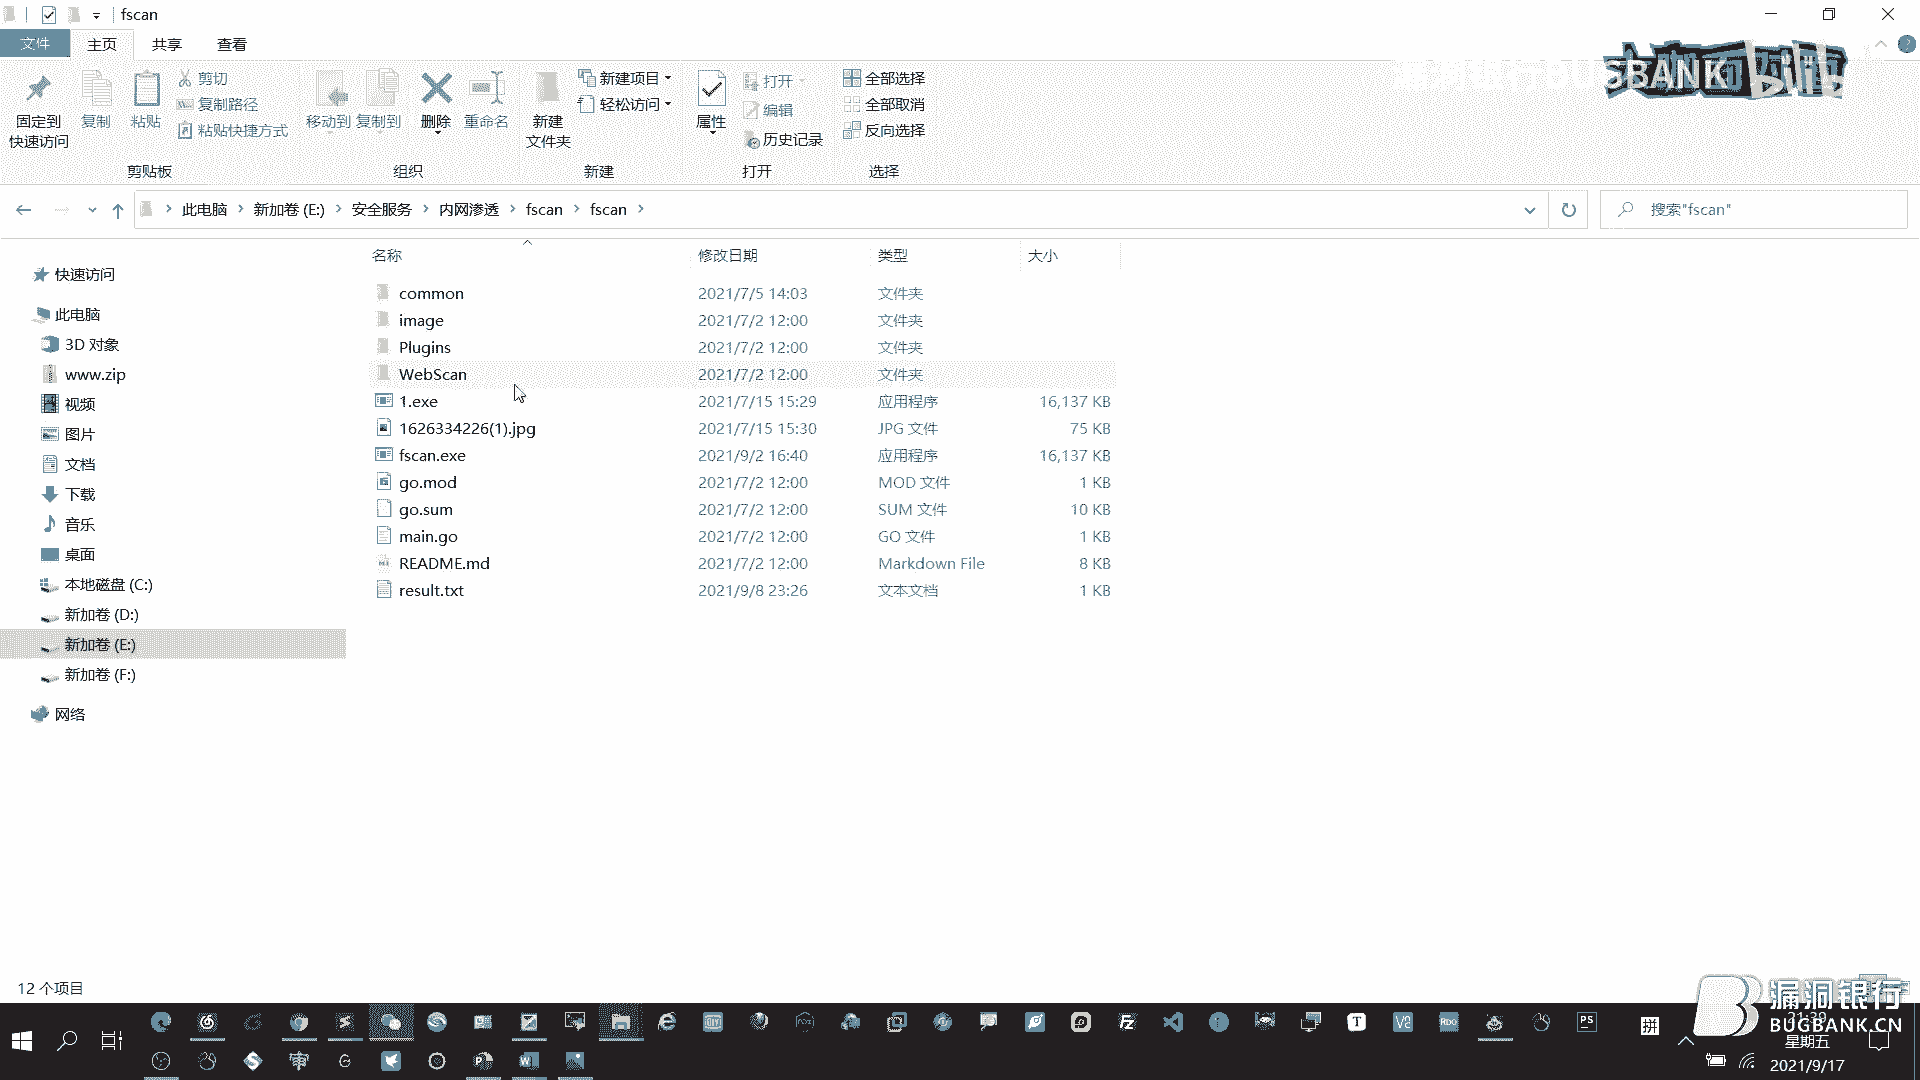 fscan
文件 主页 共享 查看
固定到快速访问
复制
粘贴
剪切
复制路径
粘贴快捷方式
剪贴板
移动到 复制到 删除 重命名
组织
新建文件夹
新建项目
轻松访问
新建
属性
打开
编辑
历史记录
打开
全部选择
全部取消
反向选择
选择
漏洞银行BUGBANK
此电脑 新加卷 (E:) 安全服务 内网渗透 fscan fscan
搜索"fscan"
名称 修改日期 类型 大小
common 2021/7/5 14:03 文件夹
image 2021/7/2 12:00 文件夹
Plugins 2021/7/2 12:00 文件夹
WebScan 2021/7/2 12:00 文件夹
1.exe 2021/7/15 15:29 应用程序 16,137 KB
1626334226(1).jpg 2021/7/15 15:30 JPG 文件 75 KB
fscan.exe 2021/9/2 16:40 应用程序 16,137 KB
go.mod 2021/7/2 12:00 MOD 文件 1 KB
go.sum 2021/7/2 12:00 SUM 文件 10 KB
main.go 2021/7/2 12:00 GO 文件 1 KB
README.md 2021/7/2 12:00 Markdown File 8 KB
result.txt 2021/9/8 23:26 文本文档 1 KB
快速访问
此电脑
3D 对象
www.zip
视频
图片
文档
下载
音乐
桌面
本地磁盘 (C:)
新加卷 (D:)
新加卷 (E:)
新加卷 (F:)
网络
12 个项目
漏洞银行
BUGBANK.CN
拼
21:39
星期五
2021/9/17